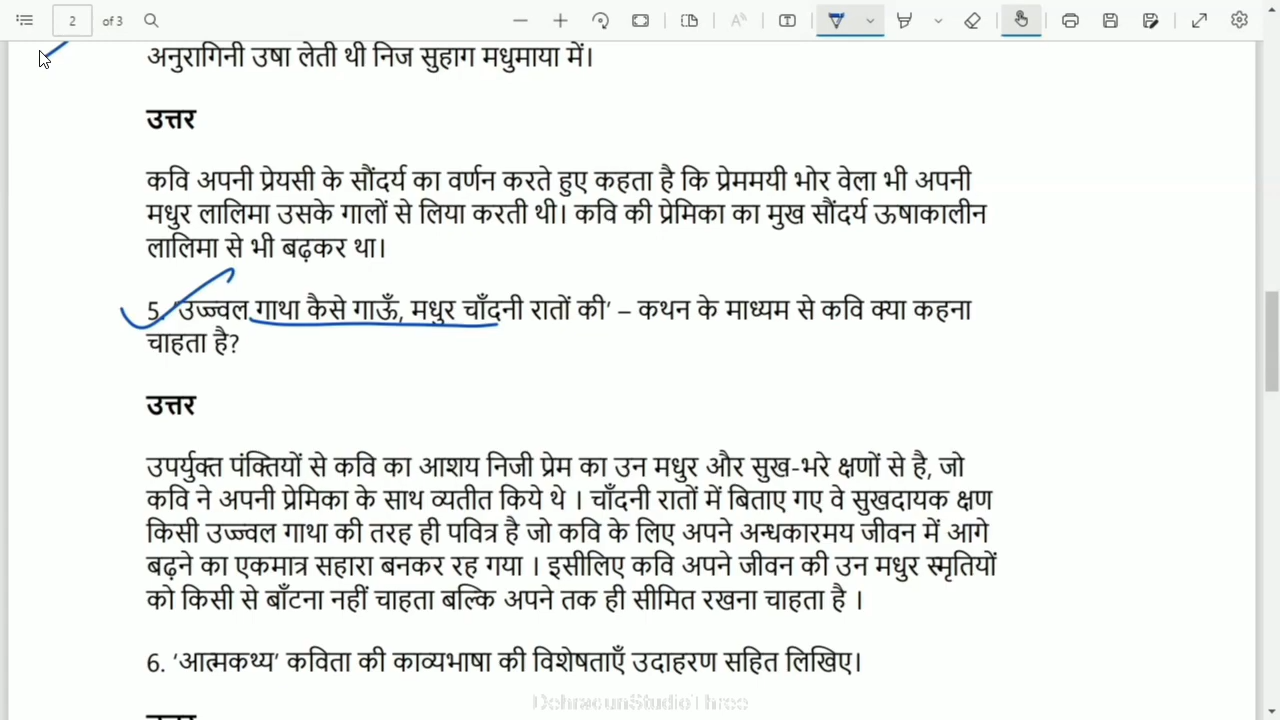 2 of 3
अनुरागिनी उषा लेती थी निज सुहाग मधुमाया में।
उत्तर
कवि अपनी प्रेयसी के सौंदर्य का वर्णन करते हुए कहता है कि प्रेममयी भोर वेला भी अपनी
मधुर लालिमा उसके गालों से लिया करती थी। कवि की प्रेमिका का मुख सौंदर्य ऊषाकालीन
लालिमा से भी बढ़कर था।
5. ‘उज्ज्वल गाथा कैसे गाऊँ, मधुर चाँदनी रातों की’ – कथन के माध्यम से कवि क्या कहना
चाहता है?
उत्तर
उपर्युक्त पंक्तियों से कवि का आशय निजी प्रेम का उन मधुर और सुख-भरे क्षणों से है, जो
कवि ने अपनी प्रेमिका के साथ व्यतीत किये थे । चाँदनी रातों में बिताए गए वे सुखदायक क्षण
किसी उज्ज्वल गाथा की तरह ही पवित्र है जो कवि के लिए अपने अन्धकारमय जीवन में आगे
बढ़ने का एकमात्र सहारा बनकर रह गया । इसीलिए कवि अपने जीवन की उन मधुर स्मृतियों
को किसी से बाँटना नहीं चाहता बल्कि अपने तक ही सीमित रखना चाहता है ।
6. ‘आत्मकथ्य’ कविता की काव्यभाषा की विशेषताएँ उदाहरण सहित लिखिए।
DehradunStudioThree